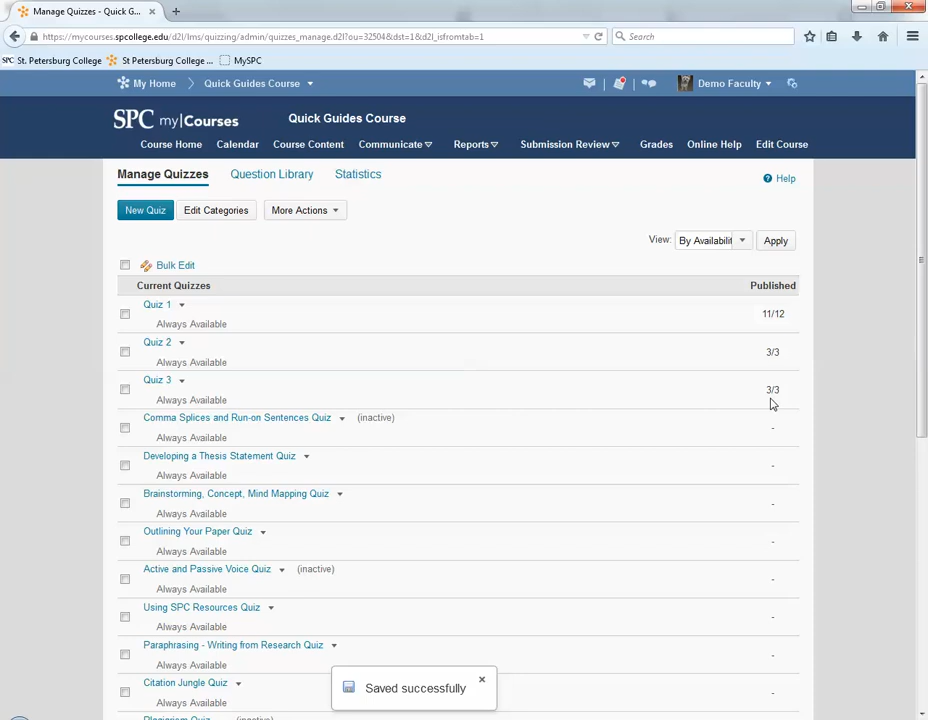 Manage Quizzes - Quick G...
https://mycourses.spcollege.edu/d2l/lms/quizzing/admin/quizzes_manage.d2l?ou=32504&dst=1&d2l_isfromtab=1
Search
SPC St. Petersburg College
St Petersburg College ...
MySPC
My Home
Quick Guides Course
Demo Faculty
SPC my|Courses
Quick Guides Course
Course Home
Calendar
Course Content
Communicate
Reports
Submission Review
Grades
Online Help
Edit Course
Manage Quizzes
Question Library
Statistics
Help
New Quiz
Edit Categories
More Actions
View: By Availabilit
Apply
Bulk Edit
Current Quizzes Published
Quiz 1
11/12
Always Available
Quiz 2
3/3
Always Available
Quiz 3
3/3
Always Available
Comma Splices and Run-on Sentences Quiz (inactive)
-
Always Available
Developing a Thesis Statement Quiz
-
Always Available
Brainstorming, Concept, Mind Mapping Quiz
-
Always Available
Outlining Your Paper Quiz
-
Always Available
Active and Passive Voice Quiz (inactive)
-
Always Available
Using SPC Resources Quiz
-
Always Available
Paraphrasing - Writing from Research Quiz
-
Always Available
Citation Jungle Quiz
-
Always Available
Plagiarism Quiz (inactive)
Saved successfully